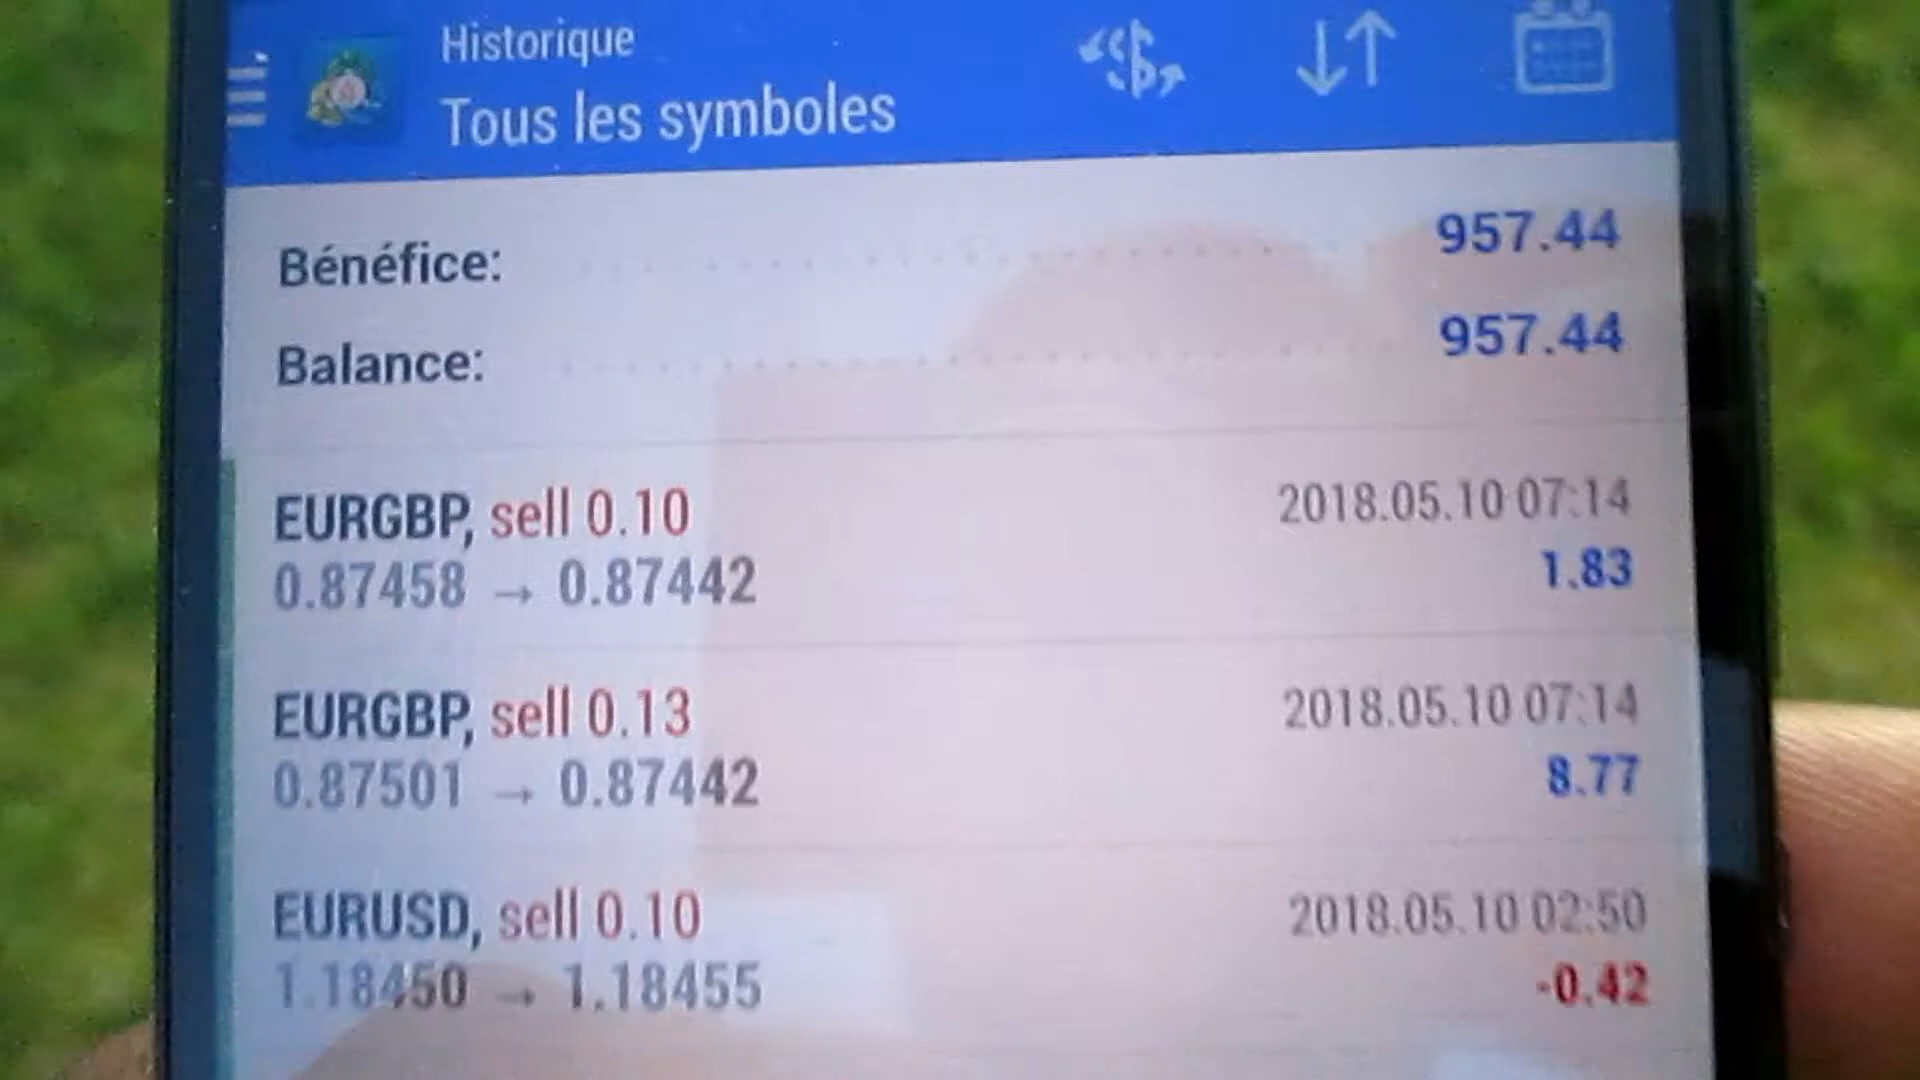 Historique
Tous les symboles
Bénéfice: 957.44
Balance: 957.44
EURGBP, sell 0.10 2018.05.10 07:14
0.87458 → 0.87442 1.83
EURGBP, sell 0.13 2018.05.10 07:14
0.87501 → 0.87442 8.77
EURUSD, sell 0.10 2018.05.10 02:50
1.18450 → 1.18455 -0.42